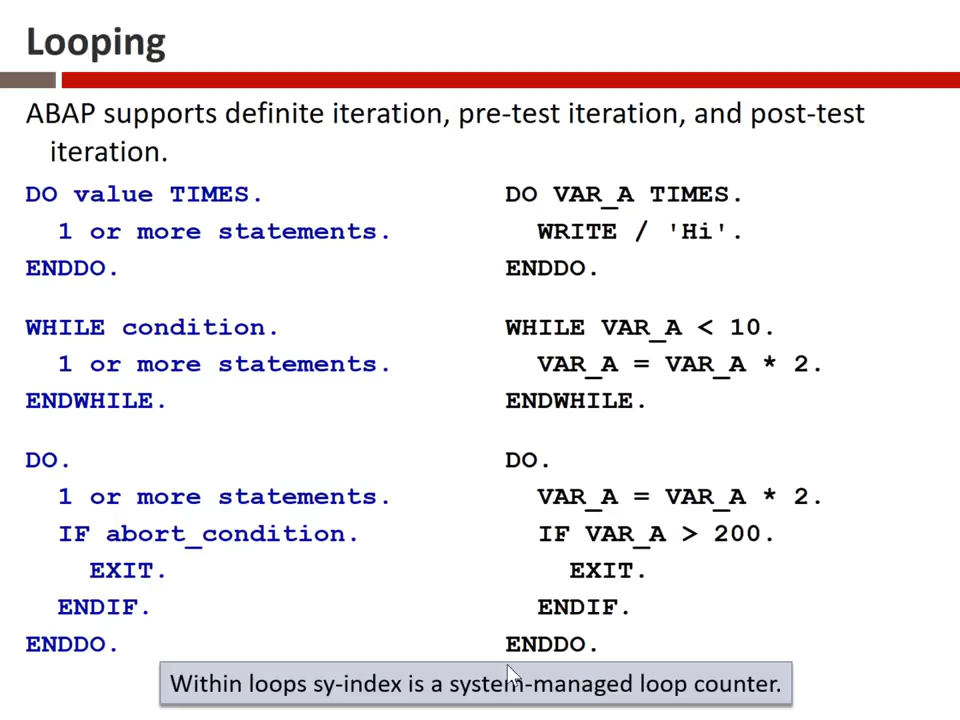 Looping
ABAP supports definite iteration, pre-test iteration, and post-test
iteration.
DO value TIMES.
1 or more statements.
ENDDO.
DO VAR_A TIMES.
WRITE / 'Hi'.
ENDDO.
WHILE condition.
1 or more statements.
ENDWHILE.
WHILE VAR_A < 10.
VAR_A = VAR_A * 2.
ENDWHILE.
DO.
1 or more statements.
IF abort_condition.
EXIT.
ENDIF.
ENDDO.
DO.
VAR_A = VAR_A * 2.
IF VAR_A > 200.
EXIT.
ENDIF.
ENDDO.
Within loops sy-index is a system-managed loop counter.